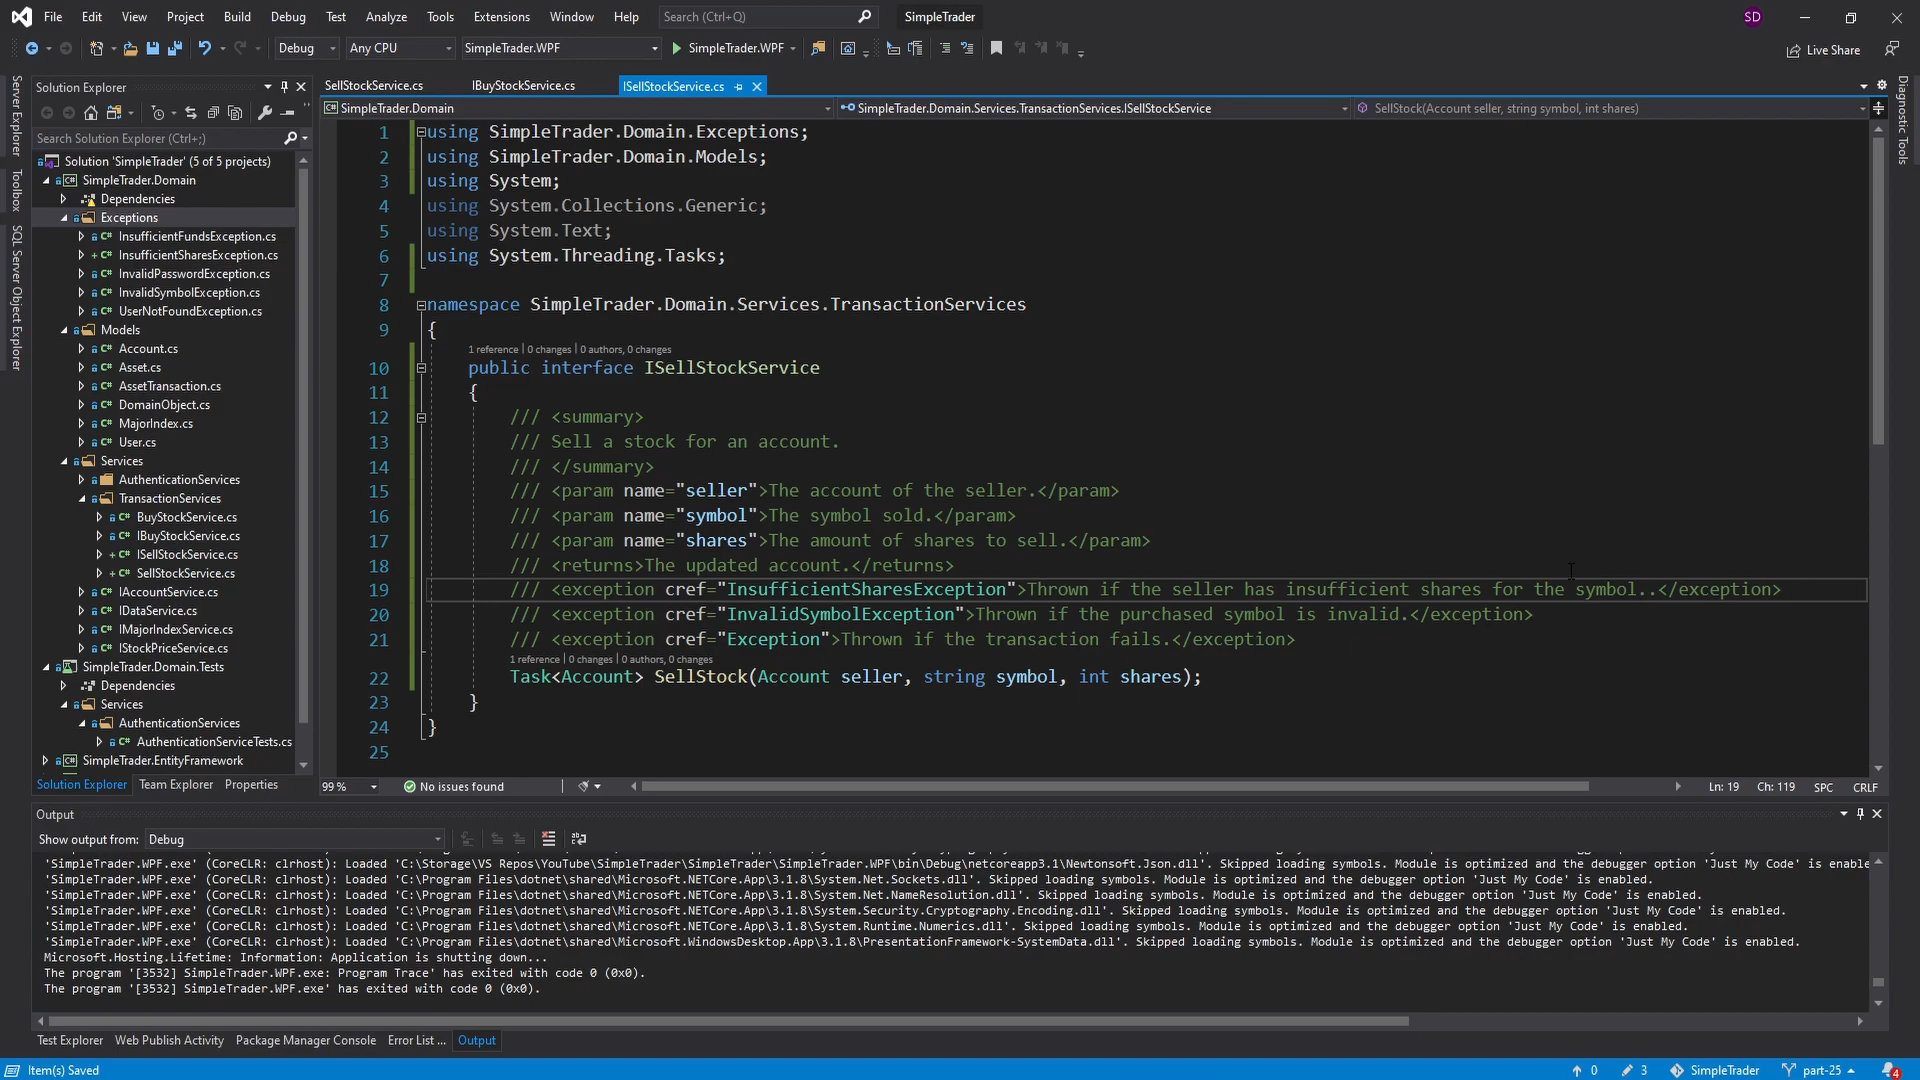 File Edit View Project Build Debug Test Analyze Tools Extensions Window Help Search (Ctrl+Q) SimpleTrader SD
Debug Any CPU SimpleTrader.WPF SimpleTrader.WPF Live Share
Server Explorer
Toolbox
SQL Server Object Explorer
Solution Explorer
Search Solution Explorer (Ctrl+;)
Solution 'SimpleTrader' (5 of 5 projects)
SimpleTrader.Domain
Dependencies
Exceptions
InsufficientFundsException.cs
InsufficientSharesException.cs
InvalidPasswordException.cs
InvalidSymbolException.cs
UserNotFoundException.cs
Models
Account.cs
Asset.cs
AssetTransaction.cs
DomainObject.cs
MajorIndex.cs
User.cs
Services
AuthenticationServices
TransactionServices
BuyStockService.cs
IBuyStockService.cs
ISellStockService.cs
SellStockService.cs
IAccountService.cs
IDataService.cs
IMajorIndexService.cs
IStockPriceService.cs
SimpleTrader.Domain.Tests
Dependencies
Services
AuthenticationServices
AuthenticationServiceTests.cs
SimpleTrader.EntityFramework
Solution Explorer Team Explorer Properties
SellStockService.cs IBuyStockService.cs ISellStockService.cs
SimpleTrader.Domain SimpleTrader.Domain.Services.TransactionServices.ISellStockService SellStock(Account seller, string symbol, int shares)
1 using SimpleTrader.Domain.Exceptions;
2 using SimpleTrader.Domain.Models;
3 using System;
4 using System.Collections.Generic;
5 using System.Text;
6 using System.Threading.Tasks;
7
8 namespace SimpleTrader.Domain.Services.TransactionServices
9 {
1 reference | 0 changes | 0 authors, 0 changes
10 public interface ISellStockService
11 {
12 /// <summary>
13 /// Sell a stock for an account.
14 /// </summary>
15 /// <param name="seller">The account of the seller.</param>
16 /// <param name="symbol">The symbol sold.</param>
17 /// <param name="shares">The amount of shares to sell.</param>
18 /// <returns>The updated account.</returns>
19 /// <exception cref="InsufficientSharesException">Thrown if the seller has insufficient shares for the symbol..</exception>
20 /// <exception cref="InvalidSymbolException">Thrown if the purchased symbol is invalid.</exception>
21 /// <exception cref="Exception">Thrown if the transaction fails.</exception>
1 reference | 0 changes | 0 authors, 0 changes
22 Task<Account> SellStock(Account seller, string symbol, int shares);
23 }
24 }
25
99 % No issues found Ln: 19 Ch: 119 SPC CRLF
Diagnostic Tools
Output
Show output from: Debug
'SimpleTrader.WPF.exe' (CoreCLR: clrhost): Loaded 'C:\Storage\VS Repos\YouTube\SimpleTrader\SimpleTrader\SimpleTrader.WPF\bin\Debug\netcoreapp3.1\Newtonsoft.Json.dll'. Skipped loading symbols. Module is optimized and the debugger option 'Just My Code' is enable
'SimpleTrader.WPF.exe' (CoreCLR: clrhost): Loaded 'C:\Program Files\dotnet\shared\Microsoft.NETCore.App\3.1.8\System.Net.Sockets.dll'. Skipped loading symbols. Module is optimized and the debugger option 'Just My Code' is enabled.
'SimpleTrader.WPF.exe' (CoreCLR: clrhost): Loaded 'C:\Program Files\dotnet\shared\Microsoft.NETCore.App\3.1.8\System.Net.NameResolution.dll'. Skipped loading symbols. Module is optimized and the debugger option 'Just My Code' is enabled.
'SimpleTrader.WPF.exe' (CoreCLR: clrhost): Loaded 'C:\Program Files\dotnet\shared\Microsoft.NETCore.App\3.1.8\System.Security.Cryptography.Encoding.dll'. Skipped loading symbols. Module is optimized and the debugger option 'Just My Code' is enabled.
'SimpleTrader.WPF.exe' (CoreCLR: clrhost): Loaded 'C:\Program Files\dotnet\shared\Microsoft.NETCore.App\3.1.8\System.Runtime.Numerics.dll'. Skipped loading symbols. Module is optimized and the debugger option 'Just My Code' is enabled.
'SimpleTrader.WPF.exe' (CoreCLR: clrhost): Loaded 'C:\Program Files\dotnet\shared\Microsoft.WindowsDesktop.App\3.1.8\PresentationFramework-SystemData.dll'. Skipped loading symbols. Module is optimized and the debugger option 'Just My Code' is enabled.
Microsoft.Hosting.Lifetime: Information: Application is shutting down...
The program '[3532] SimpleTrader.WPF.exe: Program Trace' has exited with code 0 (0x0).
The program '[3532] SimpleTrader.WPF.exe' has exited with code 0 (0x0).
Test Explorer Web Publish Activity Package Manager Console Error List ... Output
Item(s) Saved 0 3 SimpleTrader part-25 4